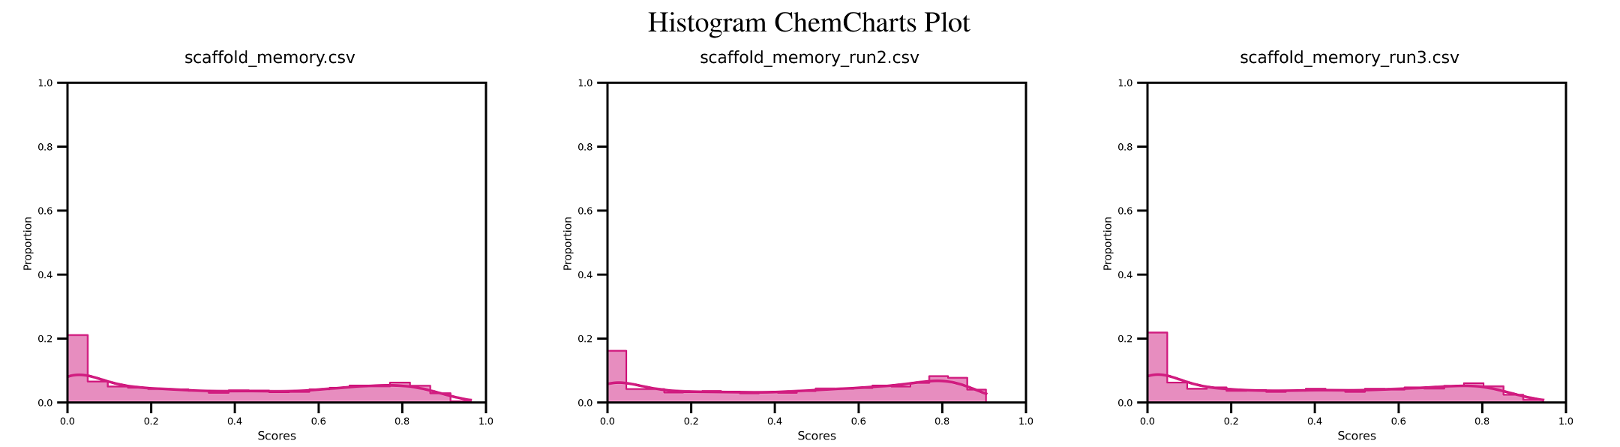 Histogram ChemCharts Plot
scaffold_memory.csv
1.0
0.8
0.6
0.4
0.2
0.0
Proportion
0.0 0.2 0.4 0.6 0.8 1.0
Scores
scaffold_memory_run2.csv
1.0
0.8
0.6
0.4
0.2
0.0
Proportion
0.0 0.2 0.4 0.6 0.8 1.0
Scores
scaffold_memory_run3.csv
1.0
0.8
0.6
0.4
0.2
0.0
Proportion
0.0 0.2 0.4 0.6 0.8 1.0
Scores